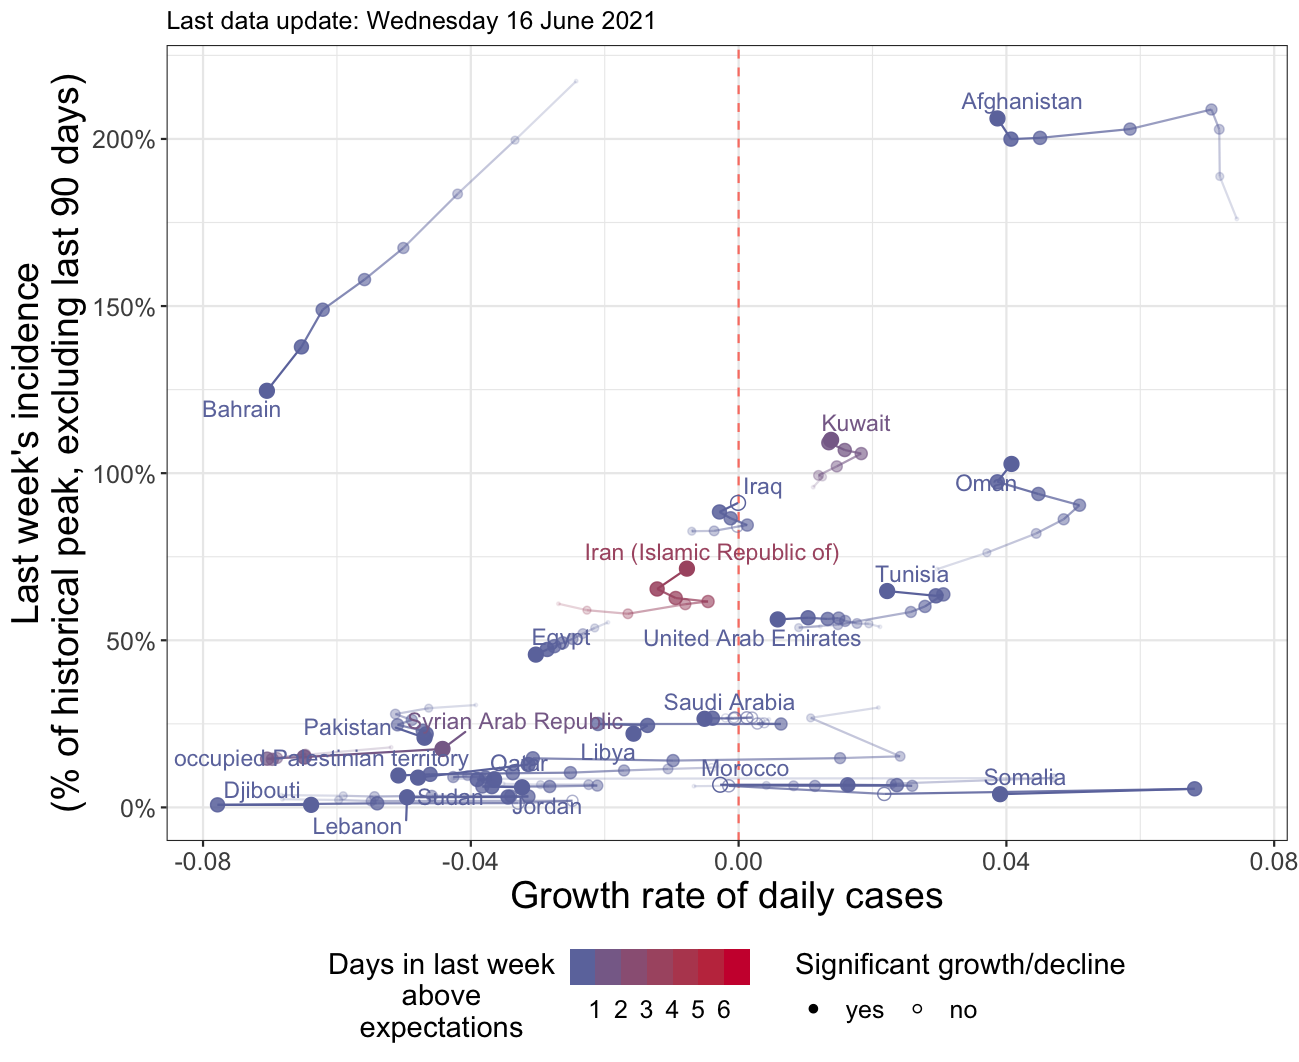 Last data update: Wednesday 16 June 2021
Last week's incidence
(% of historical peak, excluding last 90 days)
200%
150%
100%
50%
0%
Afghanistan
Bahrain
Kuwait
Oman
Iraq
Iran (Islamic Republic of)
Tunisia
Egypt
United Arab Emirates
Saudi Arabia
Pakistan
Syrian Arab Republic
occupied Palestinian territory
Libya
Qatar
Morocco
Somalia
Djibouti
Sudan
Jordan
Lebanon
-0.08
-0.04
0.00
0.04
0.08
Growth rate of daily cases
Days in last week
above
expectations
1 2 3 4 5 6
Significant growth/decline
yes
no